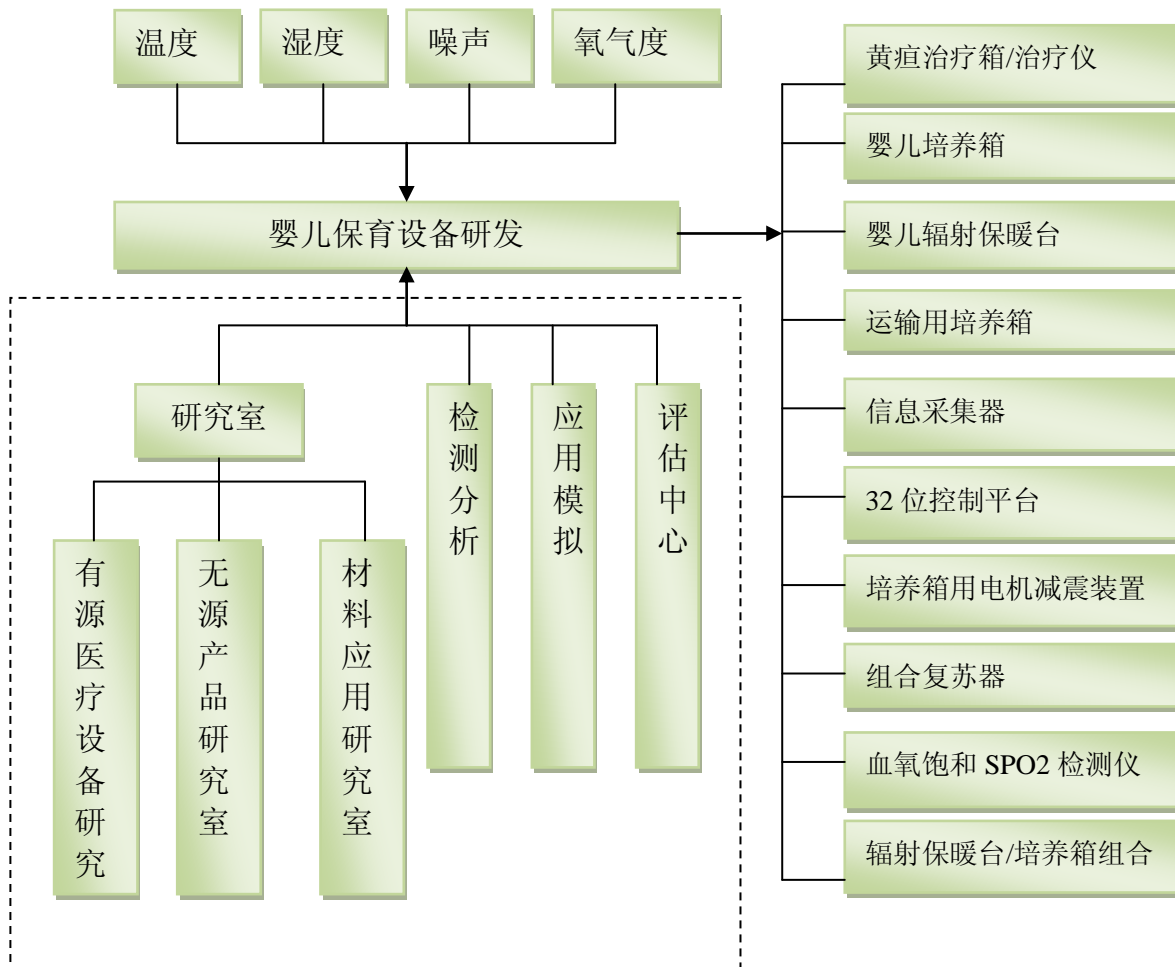 温度
湿度
噪声
氧气度
婴儿保育设备研发
研究室
检测分析
应用模拟
评估中心
有源医疗设备研究
无源产品研究室
材料应用研究室
黄疸治疗箱/治疗仪
婴儿培养箱
婴儿辐射保暖台
运输用培养箱
信息采集器
32 位控制平台
培养箱用电机减震装置
组合复苏器
血氧饱和 SPO2 检测仪
辐射保暖台/培养箱组合